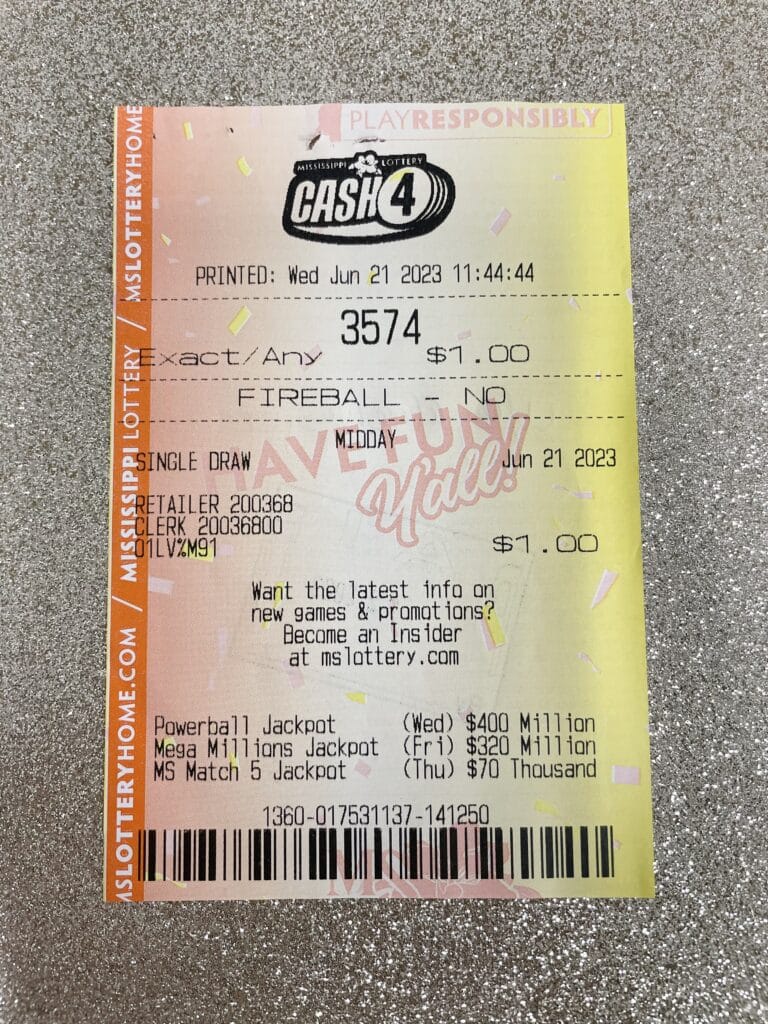 PLAYRESPONSIBLY
MISSISSIPPI LOTTERY
CASH 4
PRINTED: Wed Jun 21 2023 11:44:44
3574
Exact/Any $1.00
FIREBALL - NO
HAVE FUN
Y'all!
MIDDAY
SINGLE DRAW Jun 21 2023
RETAILER 200368
CLERK 20036800
01LV%M91 $1.00
Want the latest info on
new games & promotions?
Become an Insider
at mslottery.com
Powerball Jackpot (Wed) $400 Million
Mega Millions Jackpot (Fri) $320 Million
MS Match 5 Jackpot (Thu) $70 Thousand
1360-017531137-141250
MSLOTTERYHOME.COM / MISSISSIPPI LOTTERY / MSLOTTERYHOME